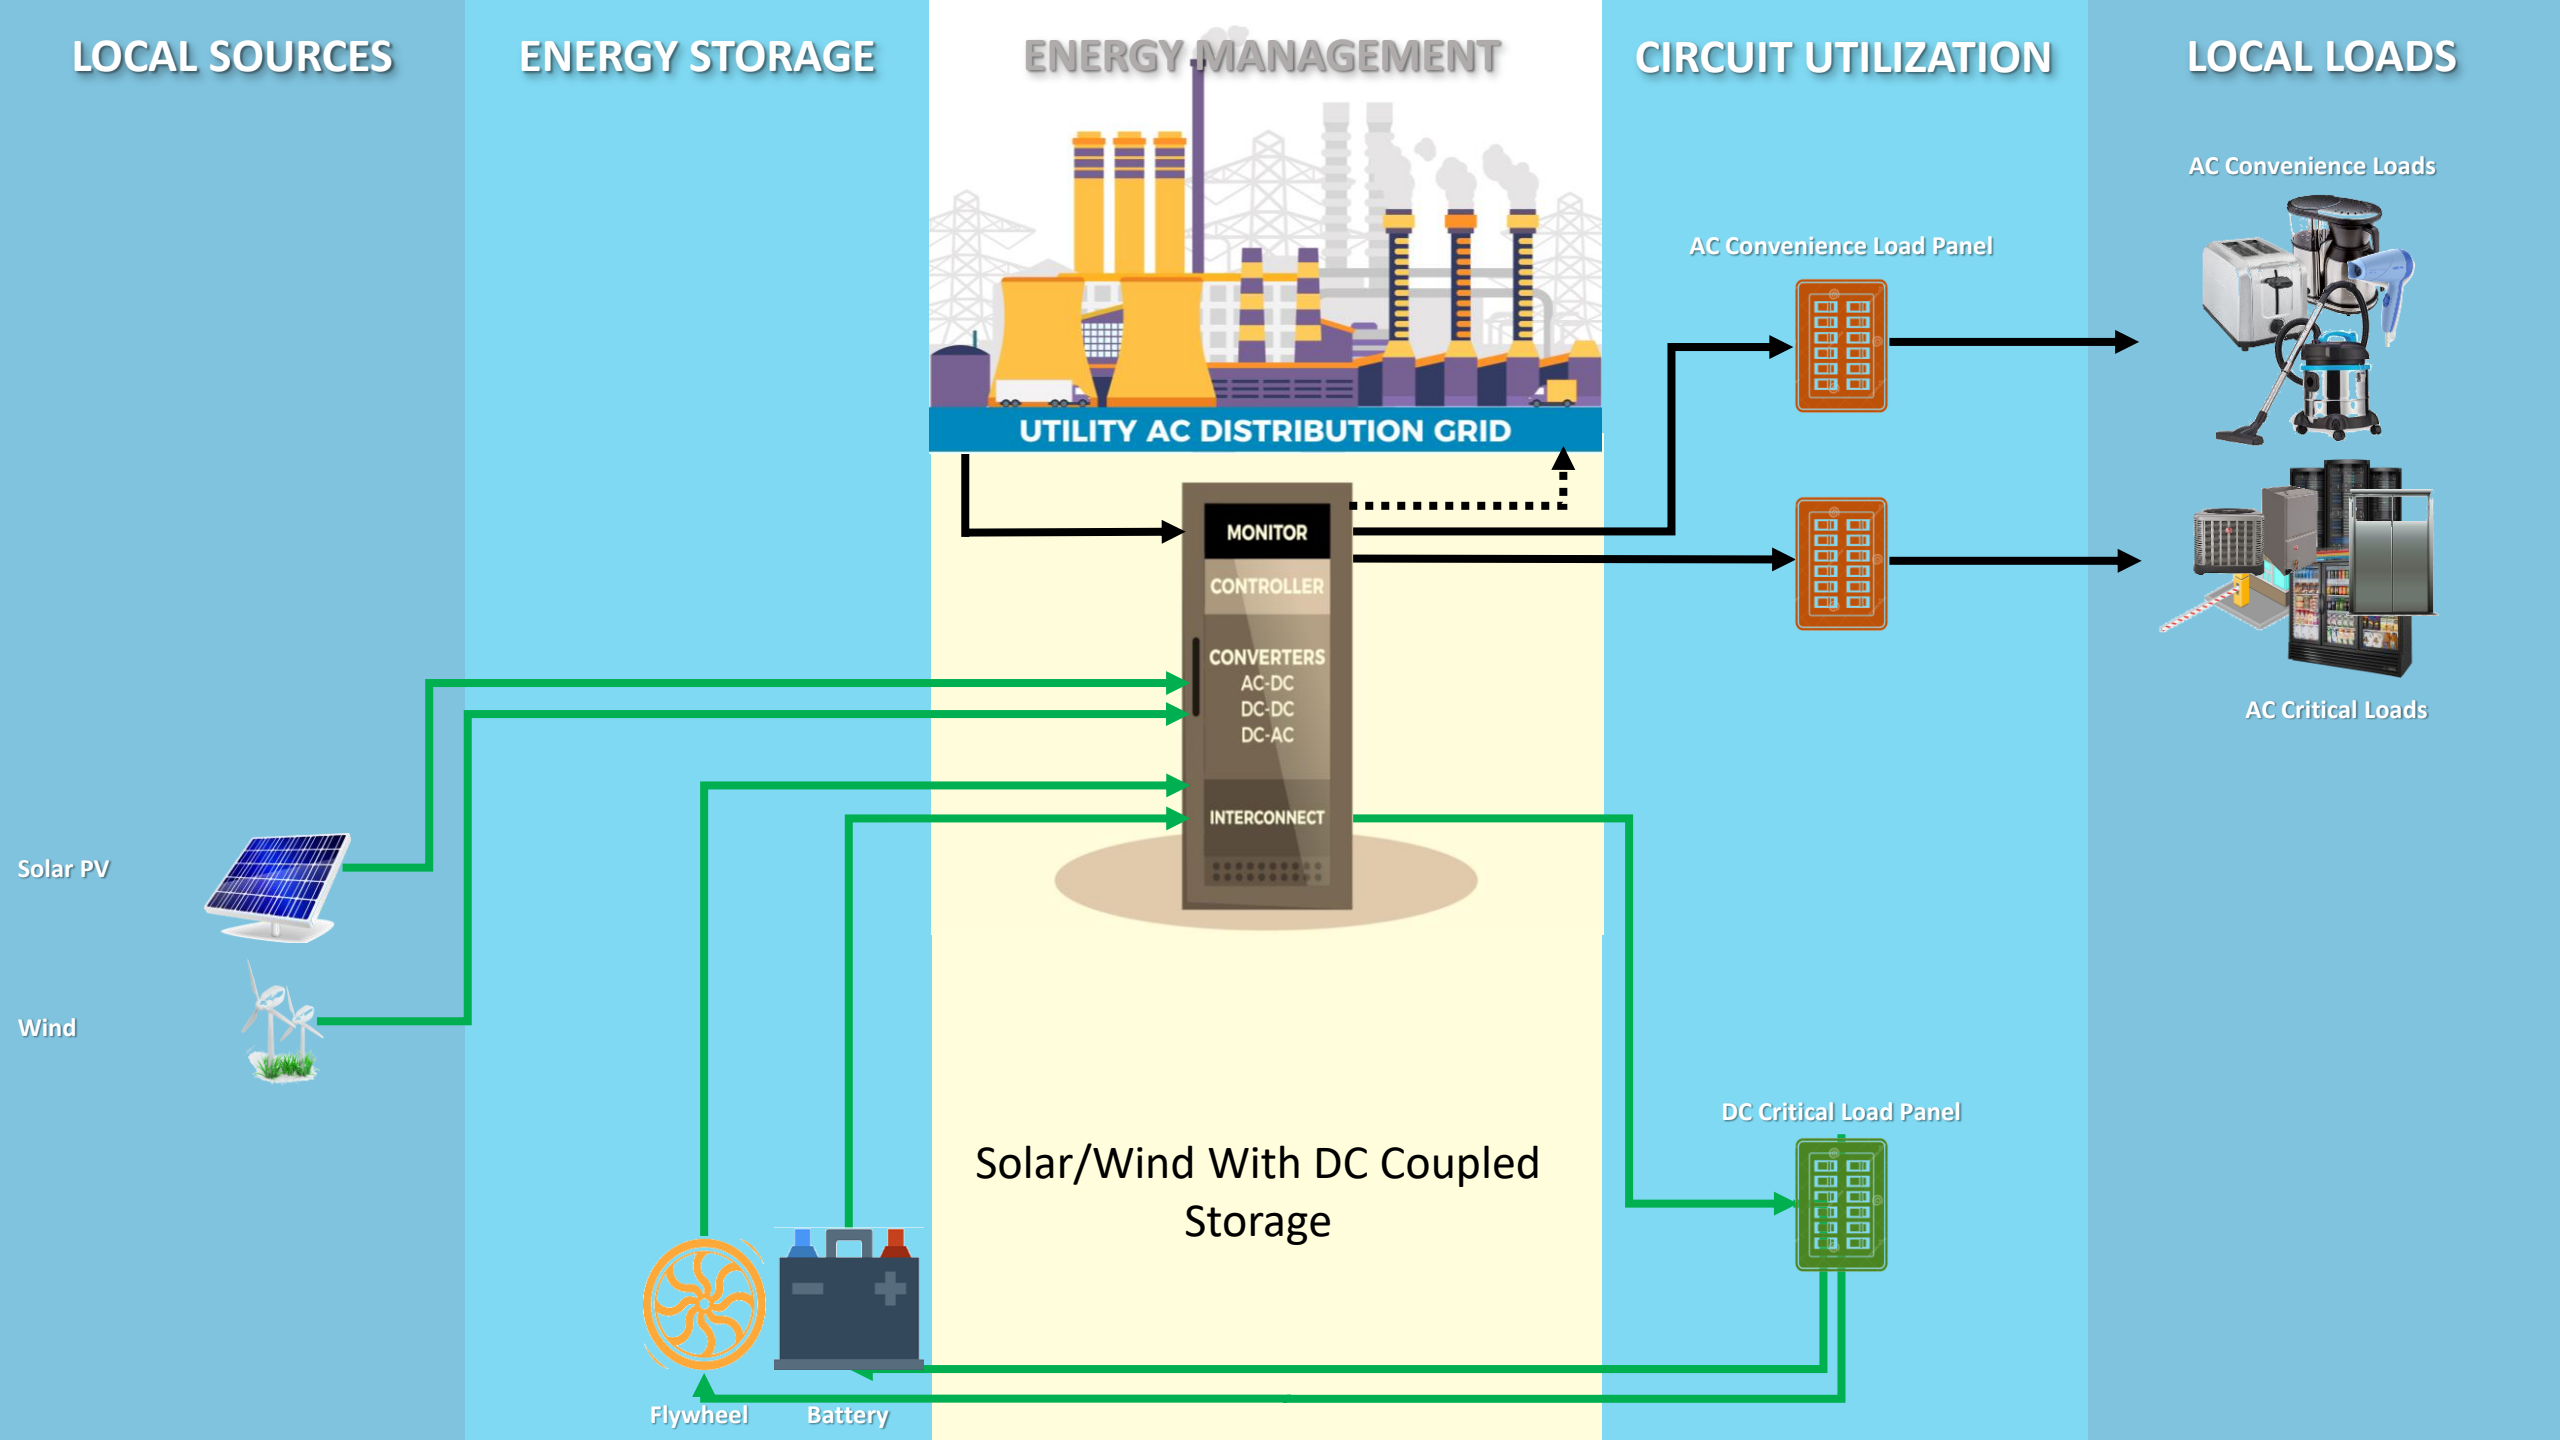 LOCAL SOURCES
ENERGY STORAGE
ENERGY MANAGEMENT
CIRCUIT UTILIZATION
LOCAL LOADS
AC Convenience Loads
AC Convenience Load Panel
UTILITY AC DISTRIBUTION GRID
MONITOR
CONTROLLER
CONVERTERS
AC-DC
DC-DC
DC-AC
INTERCONNECT
AC Critical Loads
Solar PV
Wind
DC Critical Load Panel
Solar/Wind With DC Coupled
Storage
Flywheel
Battery